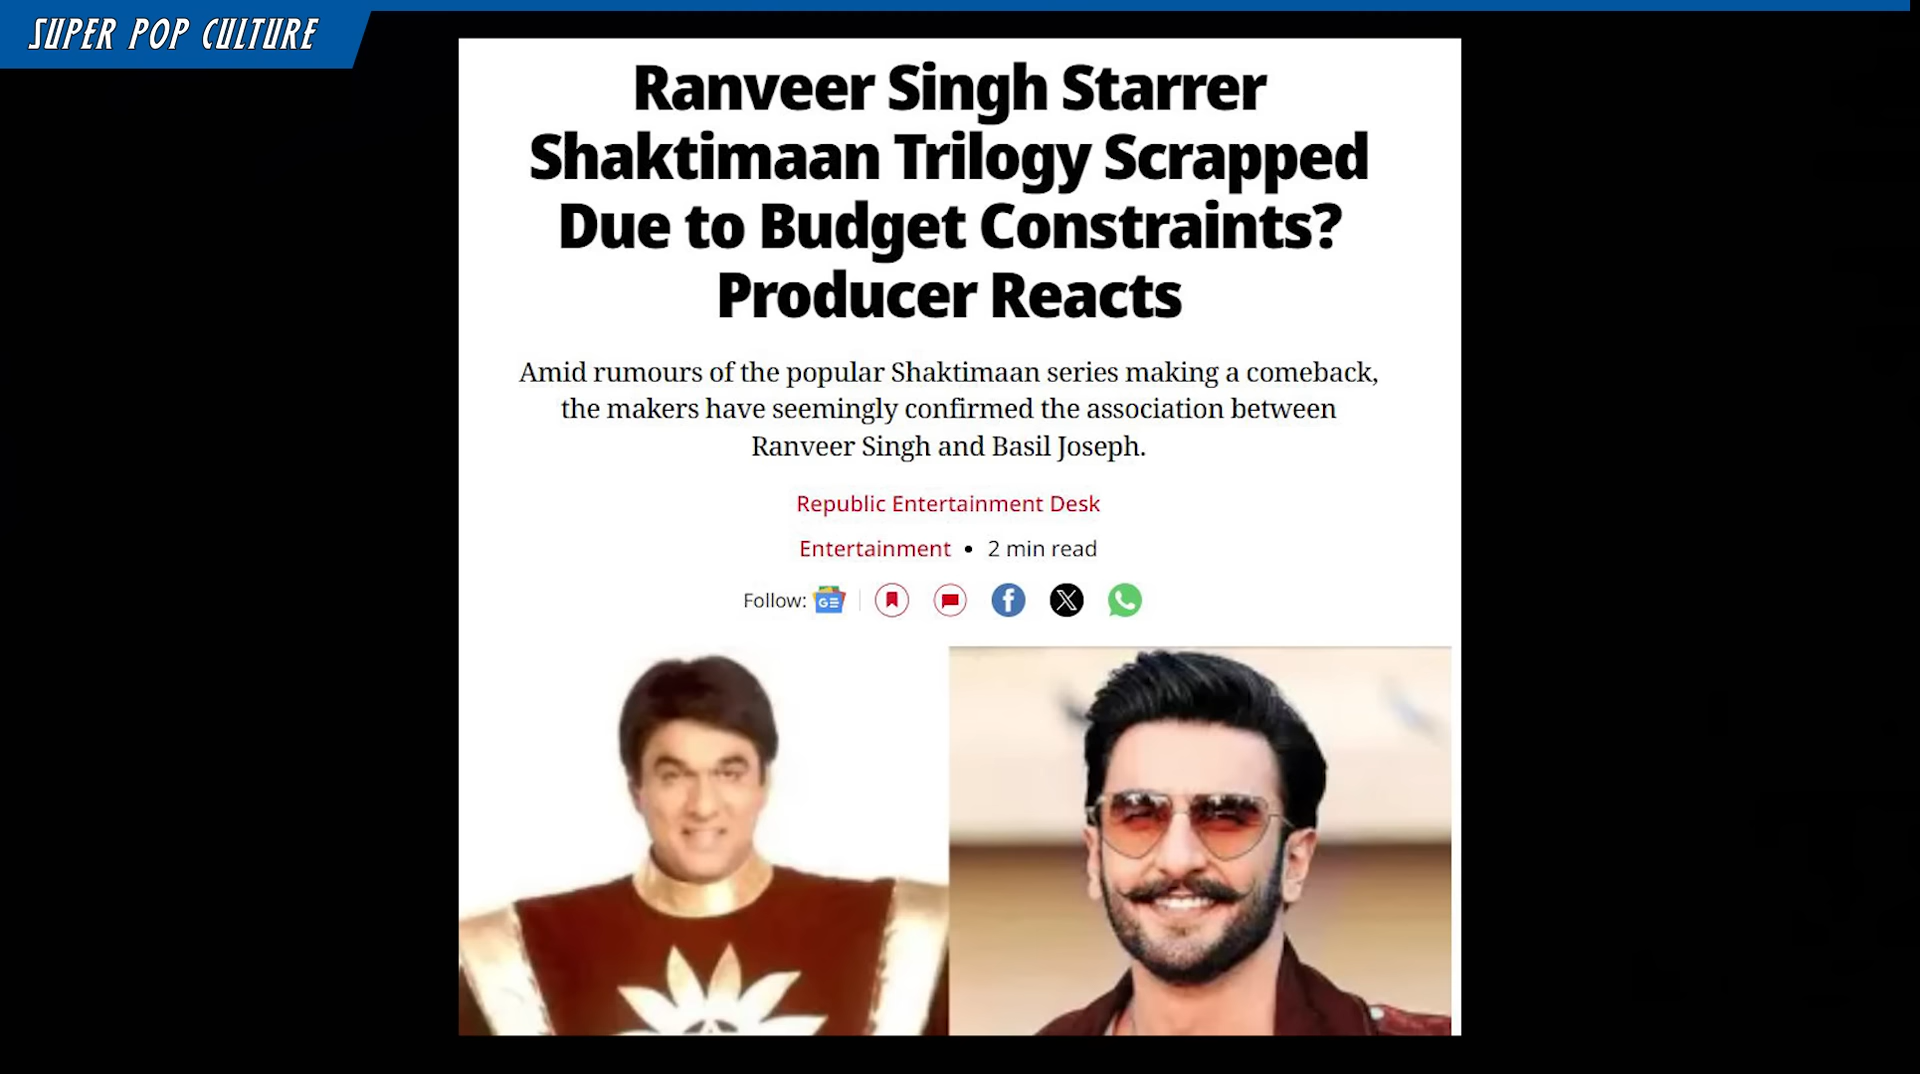 SUPER POP CULTURE
Ranveer Singh Starrer
Shaktimaan Trilogy Scrapped
Due to Budget Constraints?
Producer Reacts
Amid rumours of the popular Shaktimaan series making a comeback,
the makers have seemingly confirmed the association between
Ranveer Singh and Basil Joseph.
Republic Entertainment Desk
Entertainment • 2 min read
Follow: GE